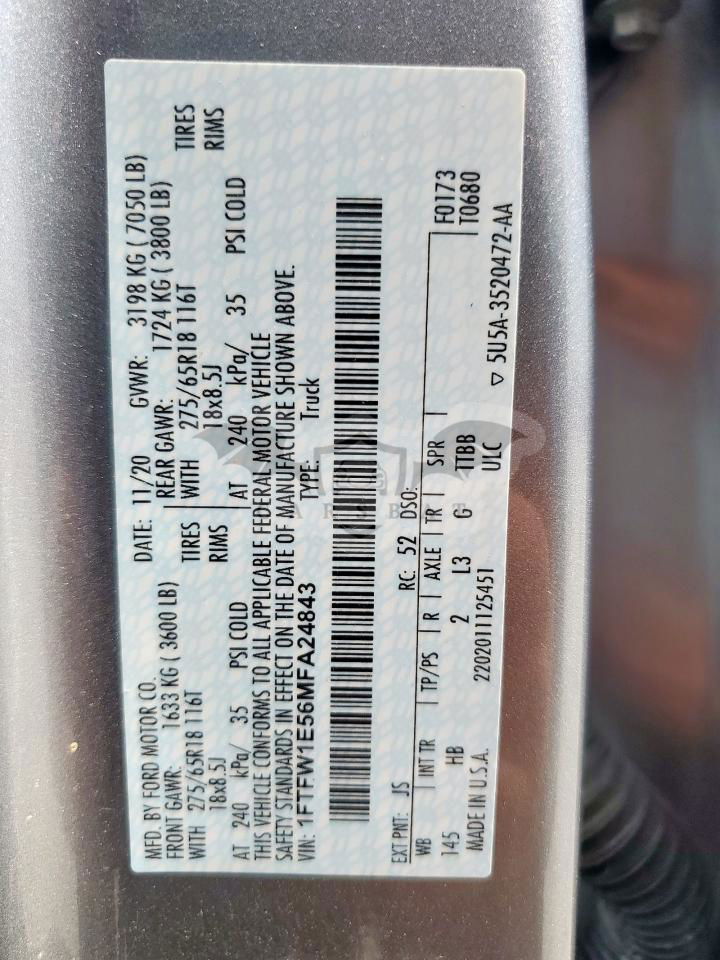 MFD. BY FORD MOTOR CO.
DATE: 11/20 GVWR: 3198 KG ( 7050 LB)
FRONT GAWR: 1633 KG ( 3600 LB) REAR GAWR: 1724 KG ( 3800 LB)
WITH 275/65R18 116T TIRES WITH 275/65R18 116T TIRES
18x8.5J RIMS 18x8.5J RIMS
AT 240 kPa/ 35 PSI COLD AT 240 kPa/ 35 PSI COLD
THIS VEHICLE CONFORMS TO ALL APPLICABLE FEDERAL MOTOR VEHICLE
SAFETY STANDARDS IN EFFECT ON THE DATE OF MANUFACTURE SHOWN ABOVE.
VIN: 1FTFW1E56MFA24843 TYPE: Truck
EXT PNT: JS RC: 52 DSO: F0173
WB INT TR TP/PS R AXLE TR SPR T0680
145 HB 2 L3 G TTBB
MADE IN U.S.A. 2202011125451 ULC ▽ 5U5A-3520472-AA